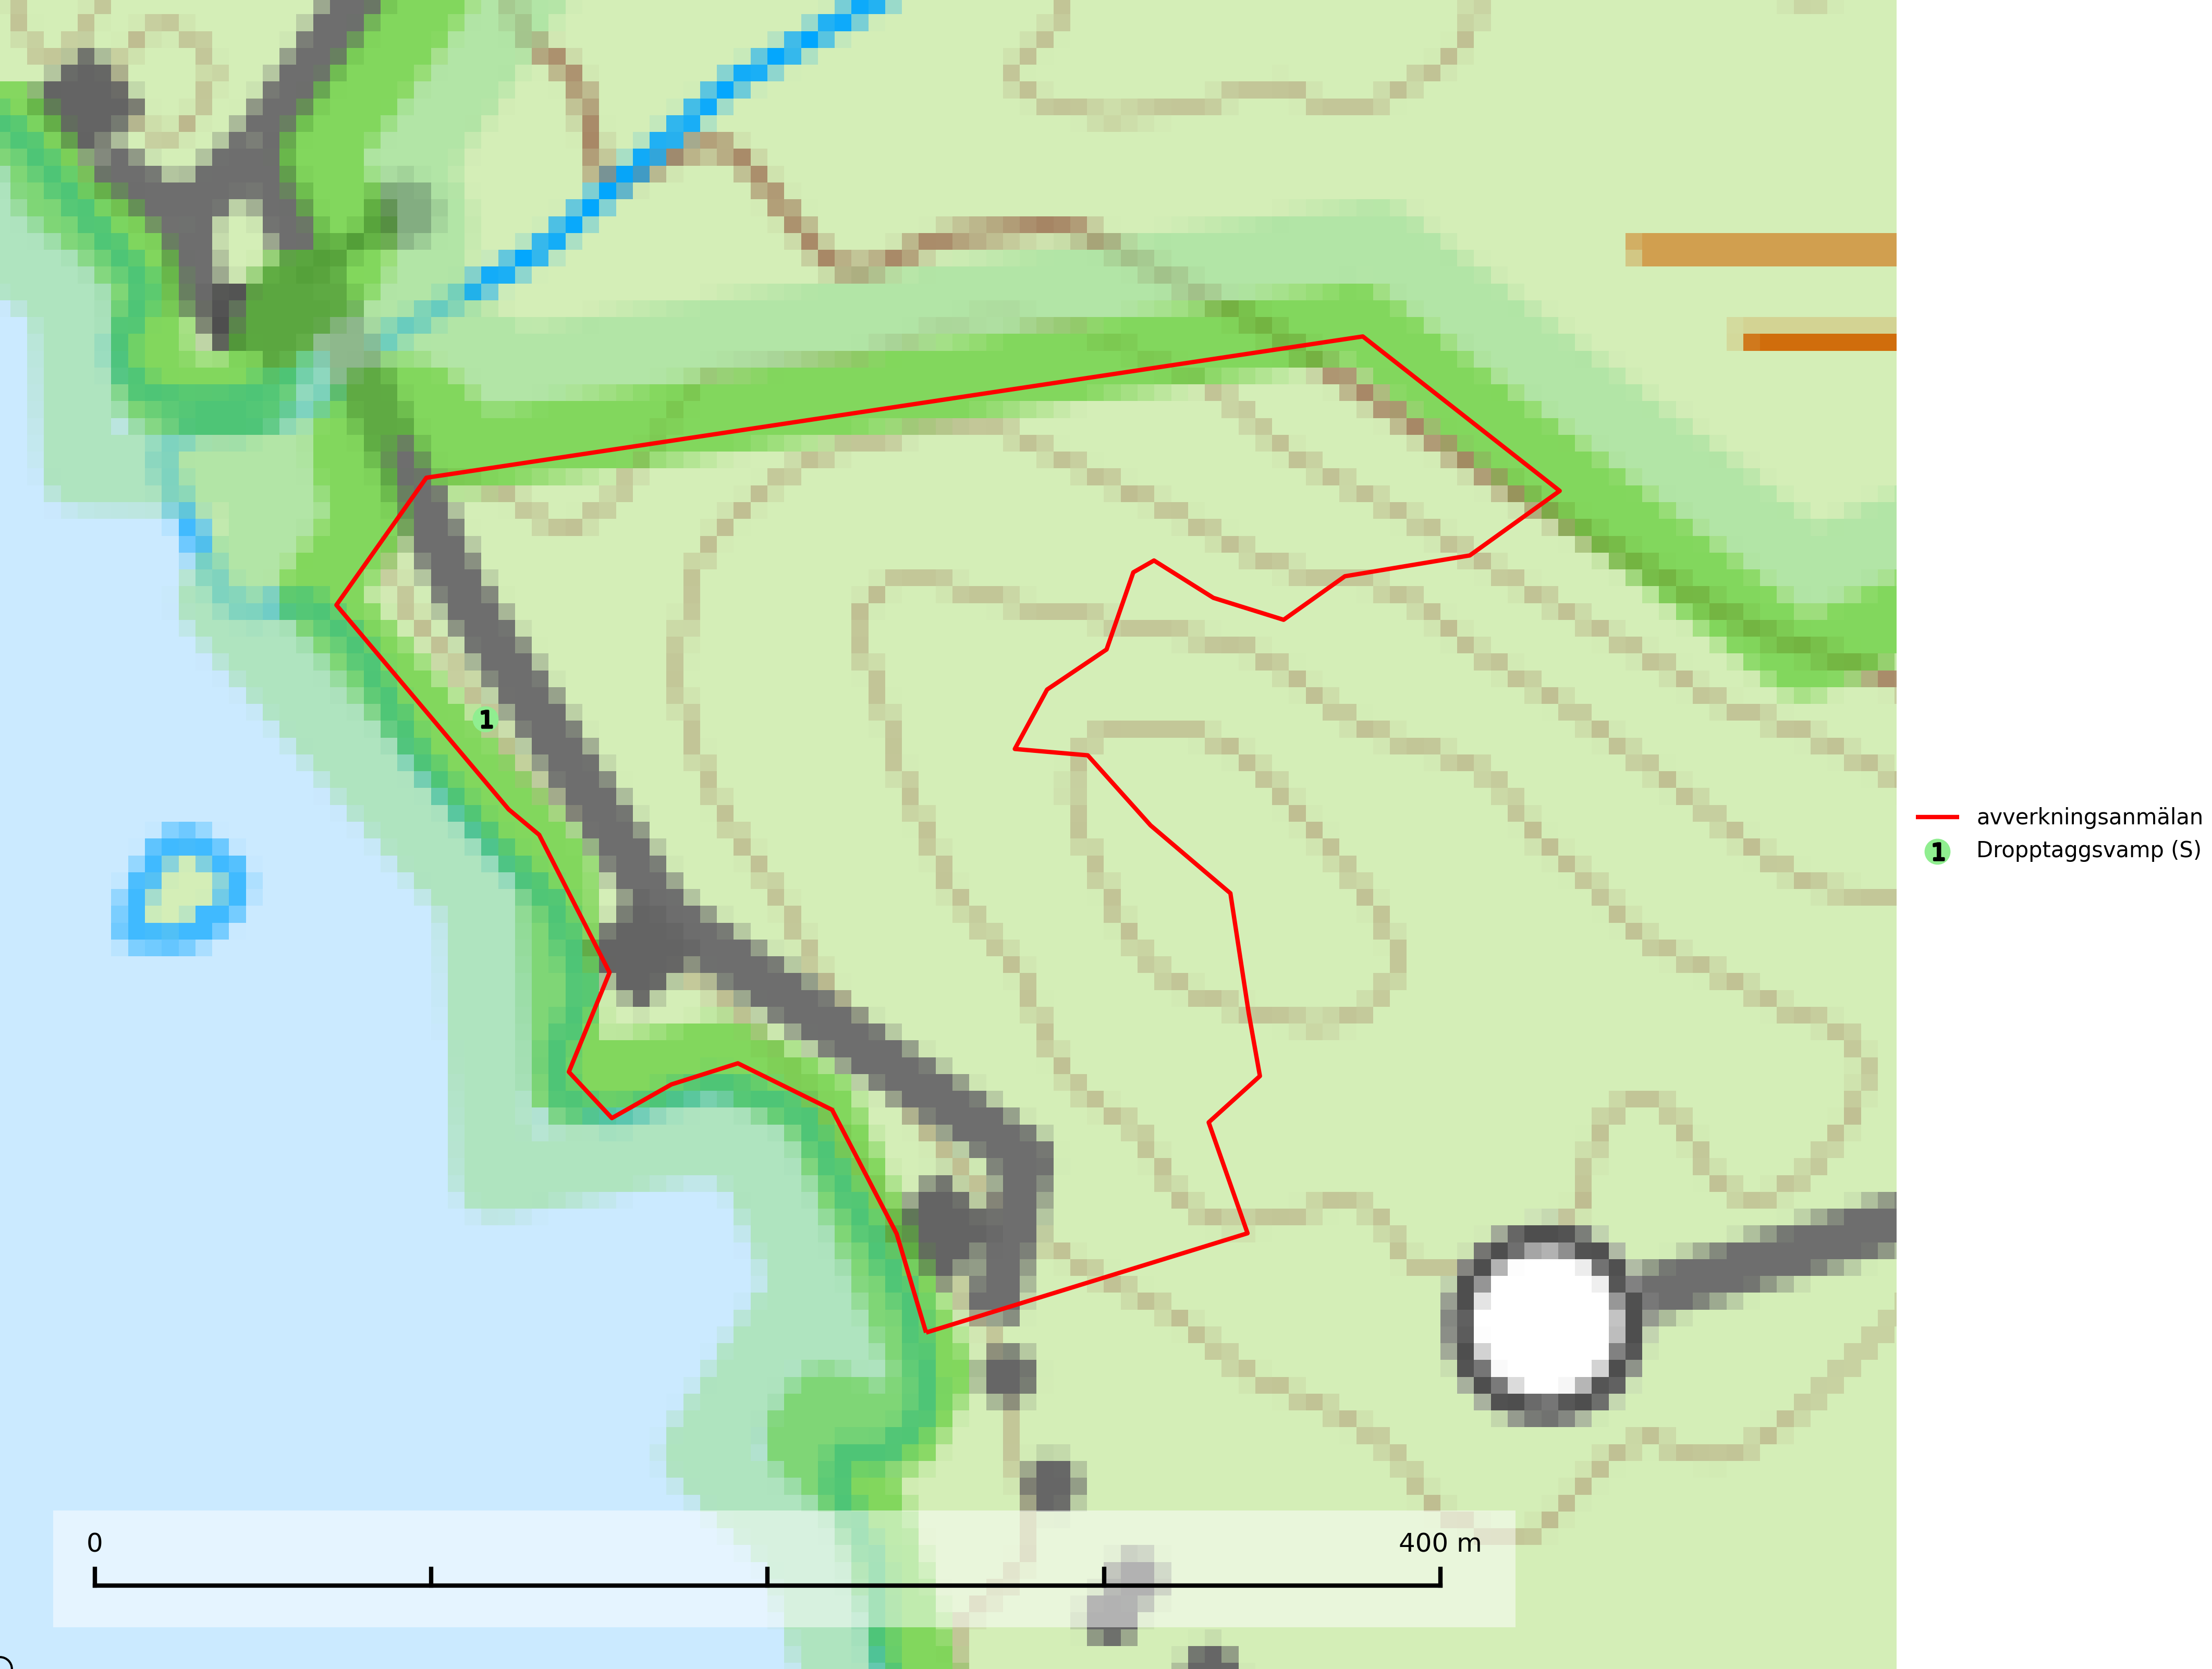 1
avverkningsanmälan
1 Dropptaggsvamp (S)
0 400 m